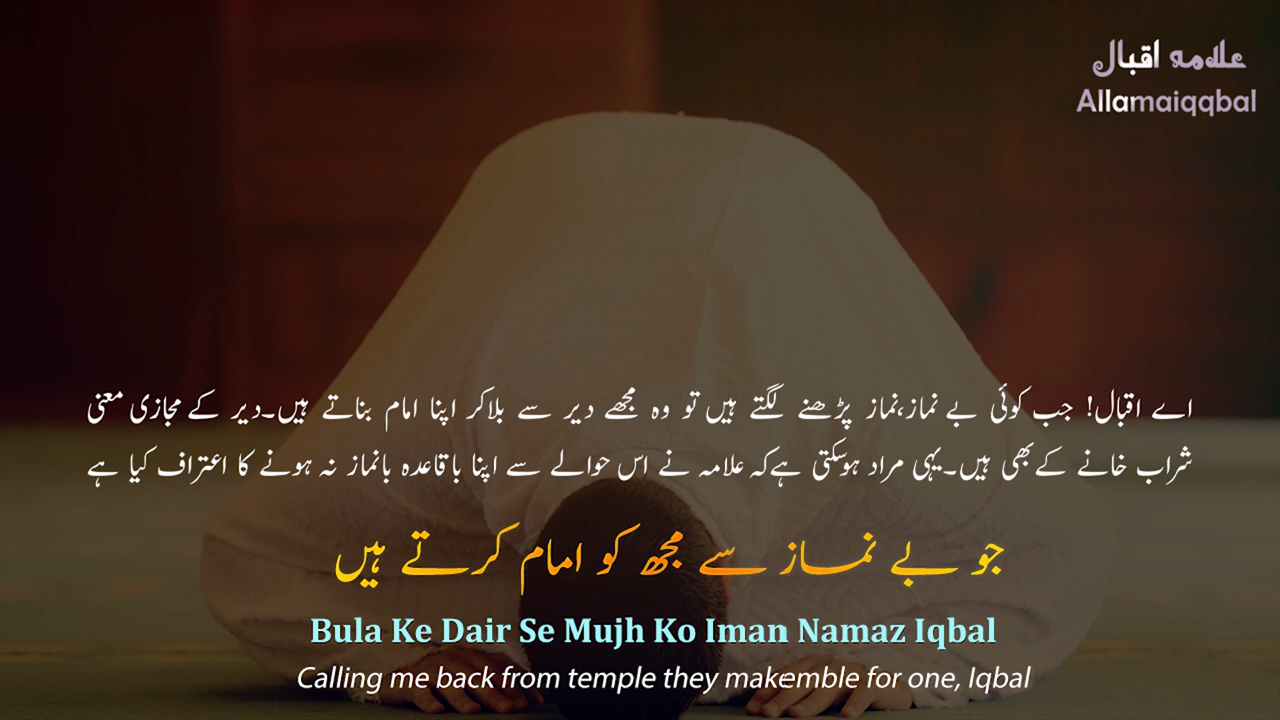 علامہ اقبال
Allamaiqqbal
اے اقبال! جب کوئی بے نماز،نماز پڑھنے لگتے ہیں تو وہ مجھے دیر سے بلاکر اپنا امام بناتے ہیں۔دیر کے مجازی معنی
شراب خانے کے بھی ہیں۔یہی مراد ہوسکتی ہےکہ علامہ نے اس حوالے سے اپنا باقاعدہ بانماز نہ ہونے کا اعتراف کیا ہے
جو بے نماز سے مجھ کو امام کرتے ہیں
Bula Ke Dair Se Mujh Ko Iman Namaz Iqbal
Calling me back from temple they makemble for one, Iqbal